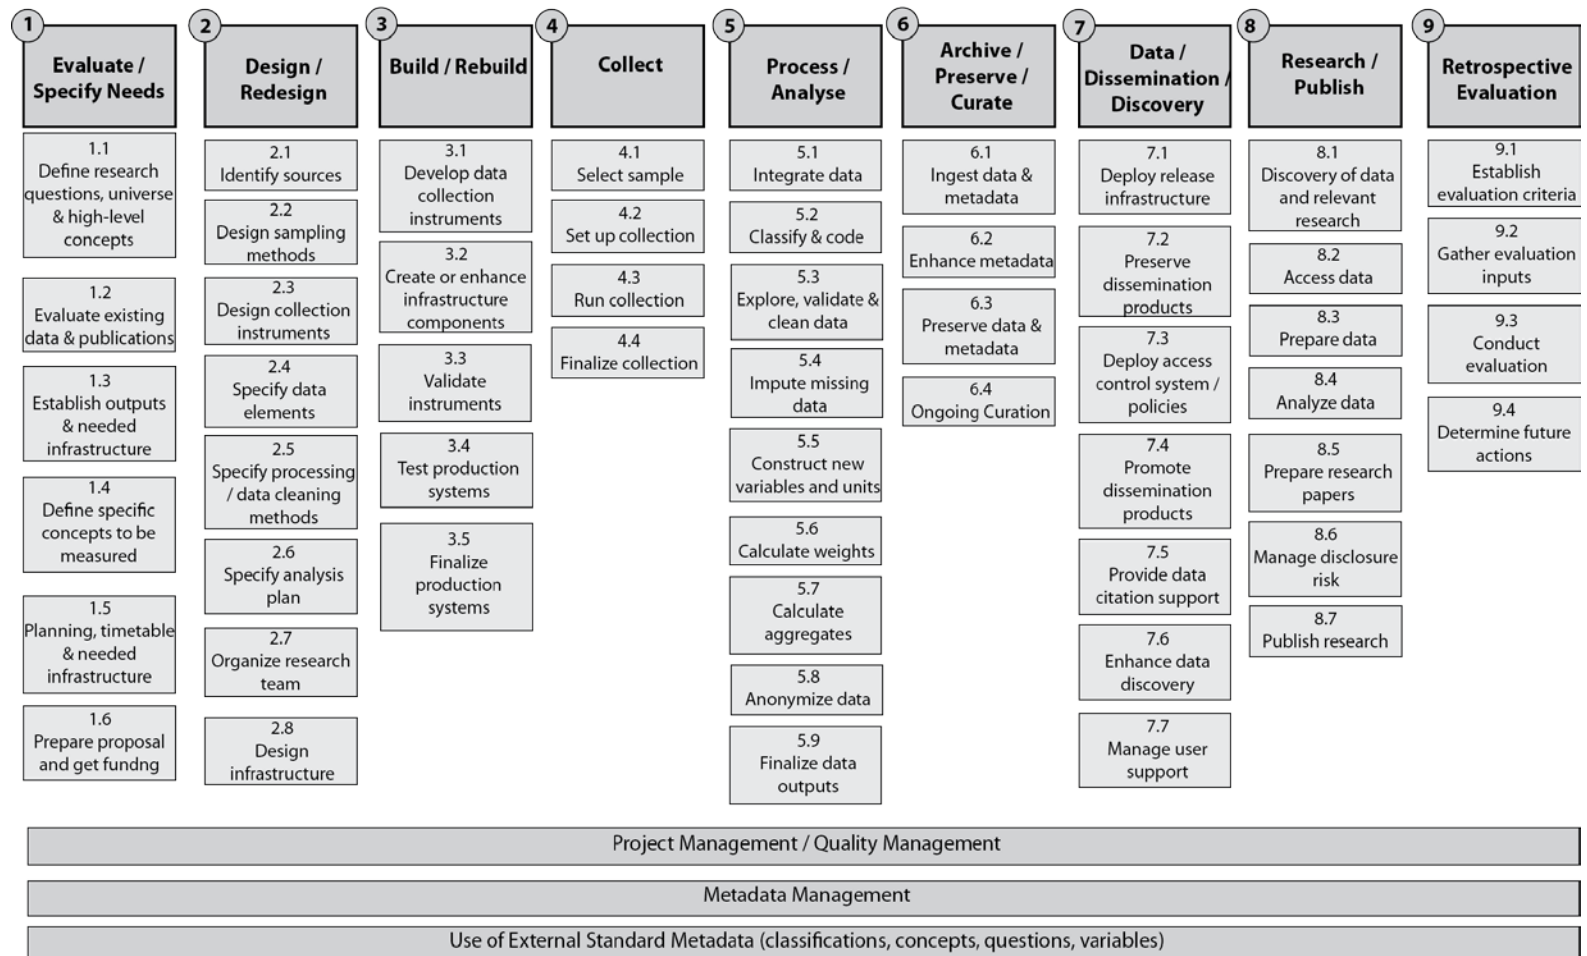 1
Evaluate /
Specify Needs
1.1
Define research
questions, universe
& high-level
concepts
1.2
Evaluate existing
data & publications
1.3
Establish outputs
& needed
infrastructure
1.4
Define specific
concepts to be
measured
1.5
Planning, timetable
& needed
infrastructure
1.6
Prepare proposal
and get fundng
2
Design /
Redesign
2.1
Identify sources
2.2
Design sampling
methods
2.3
Design collection
instruments
2.4
Specify data
elements
2.5
Specify processing
/ data cleaning
methods
2.6
Specify analysis
plan
2.7
Organize research
team
2.8
Design
infrastructure
3
Build / Rebuild
3.1
Develop data
collection
instruments
3.2
Create or enhance
infrastructure
components
3.3
Validate
instruments
3.4
Test production
systems
3.5
Finalize
production
systems
4
Collect
4.1
Select sample
4.2
Set up collection
4.3
Run collection
4.4
Finalize collection
5
Process /
Analyse
5.1
Integrate data
5.2
Classify & code
5.3
Explore, validate &
clean data
5.4
Impute missing
data
5.5
Construct new
variables and units
5.6
Calculate weights
5.7
Calculate
aggregates
5.8
Anonymize data
5.9
Finalize data
outputs
6
Archive /
Preserve /
Curate
6.1
Ingest data &
metadata
6.2
Enhance metadata
6.3
Preserve data &
metadata
6.4
Ongoing Curation
7
Data /
Dissemination /
Discovery
7.1
Deploy release
infrastructure
7.2
Preserve
dissemination
products
7.3
Deploy access
control system /
policies
7.4
Promote
dissemination
products
7.5
Provide data
citation support
7.6
Enhance data
discovery
7.7
Manage user
support
8
Research /
Publish
8.1
Discovery of data
and relevant
research
8.2
Access data
8.3
Prepare data
8.4
Analyze data
8.5
Prepare research
papers
8.6
Manage disclosure
risk
8.7
Publish research
9
Retrospective
Evaluation
9.1
Establish
evaluation criteria
9.2
Gather evaluation
inputs
9.3
Conduct
evaluation
9.4
Determine future
actions
Project Management / Quality Management
Metadata Management
Use of External Standard Metadata (classifications, concepts, questions, variables)